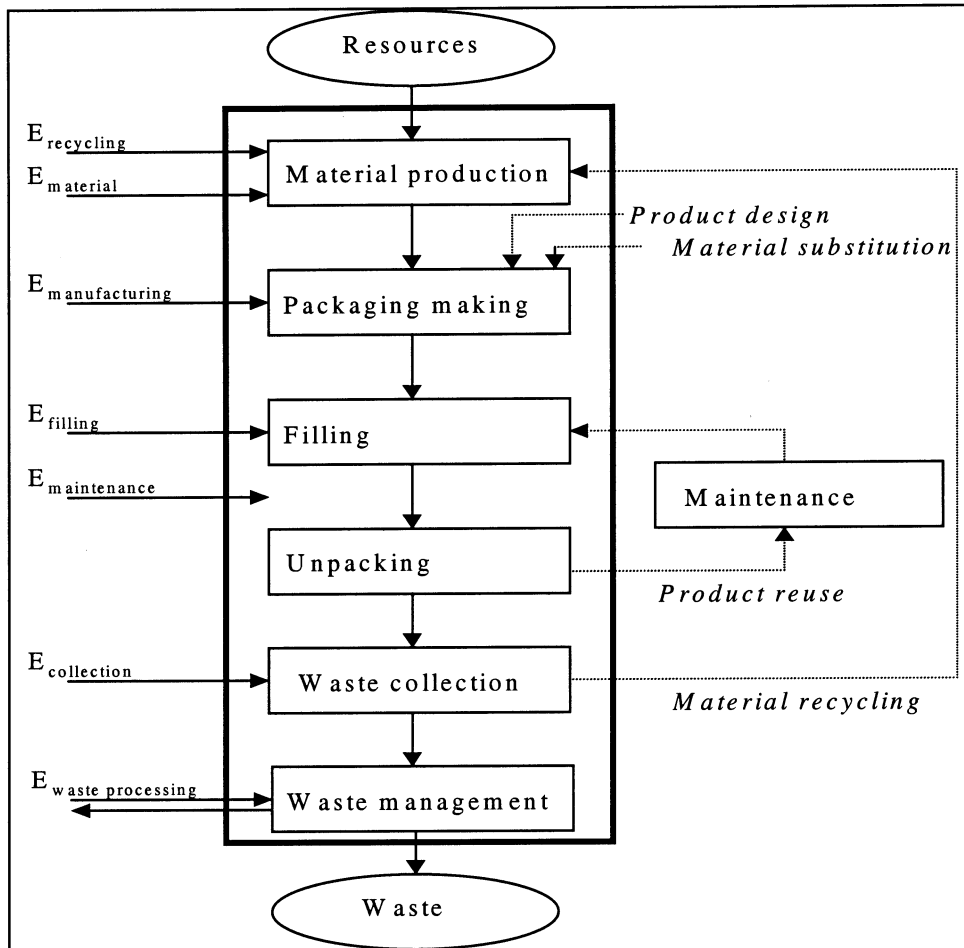 Resources
E recycling
E material
Material production
Product design
Material substitution
E manufacturing
Packaging making
E filling
Filling
E maintenance
Maintenance
Unpacking
Product reuse
E collection
Waste collection
Material recycling
E waste processing
Waste management
Waste